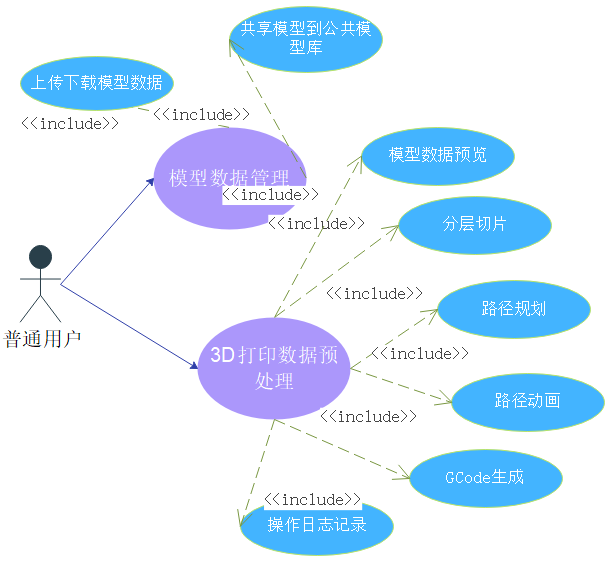 共享模型到公共模
型库
上传下载模型数据
<<include>>
<<include>>
模型数据预览
模型数据管理
<<include>>
<<include>>
分层切片
<<include>>
路径规划
普通用户
3D打印数据预
处理
<<include>>
路径动画
<<include>>
GCode生成
<<include>>
操作日志记录